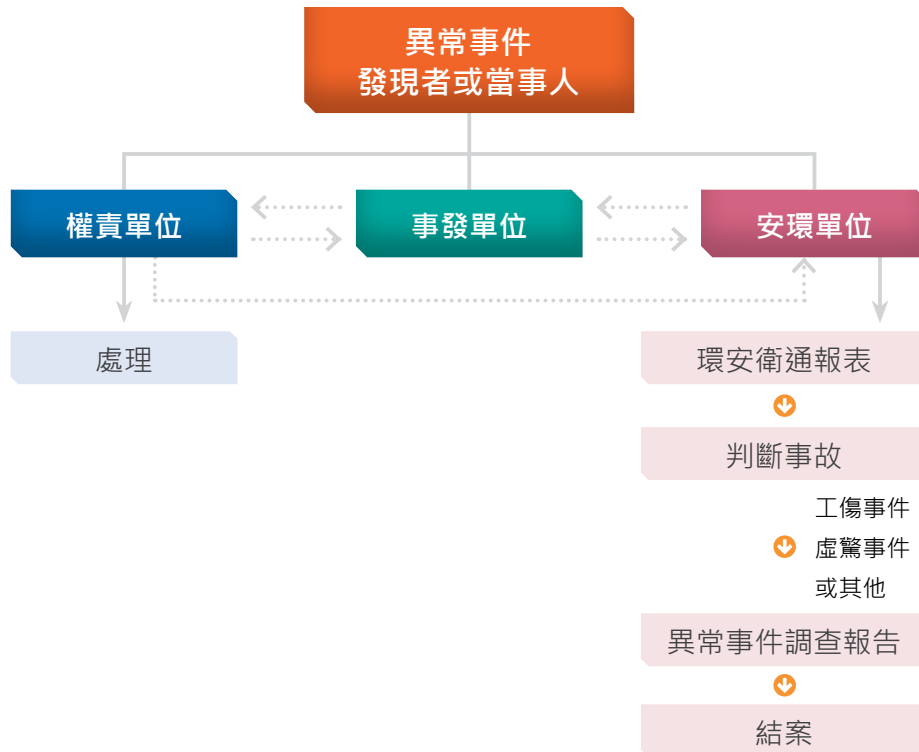 異常事件
發現者或當事人
權責單位
事發單位
安環單位
處理
環安衛通報表
判斷事故
工傷事件
虛驚事件
或其他
異常事件調查報告
結案